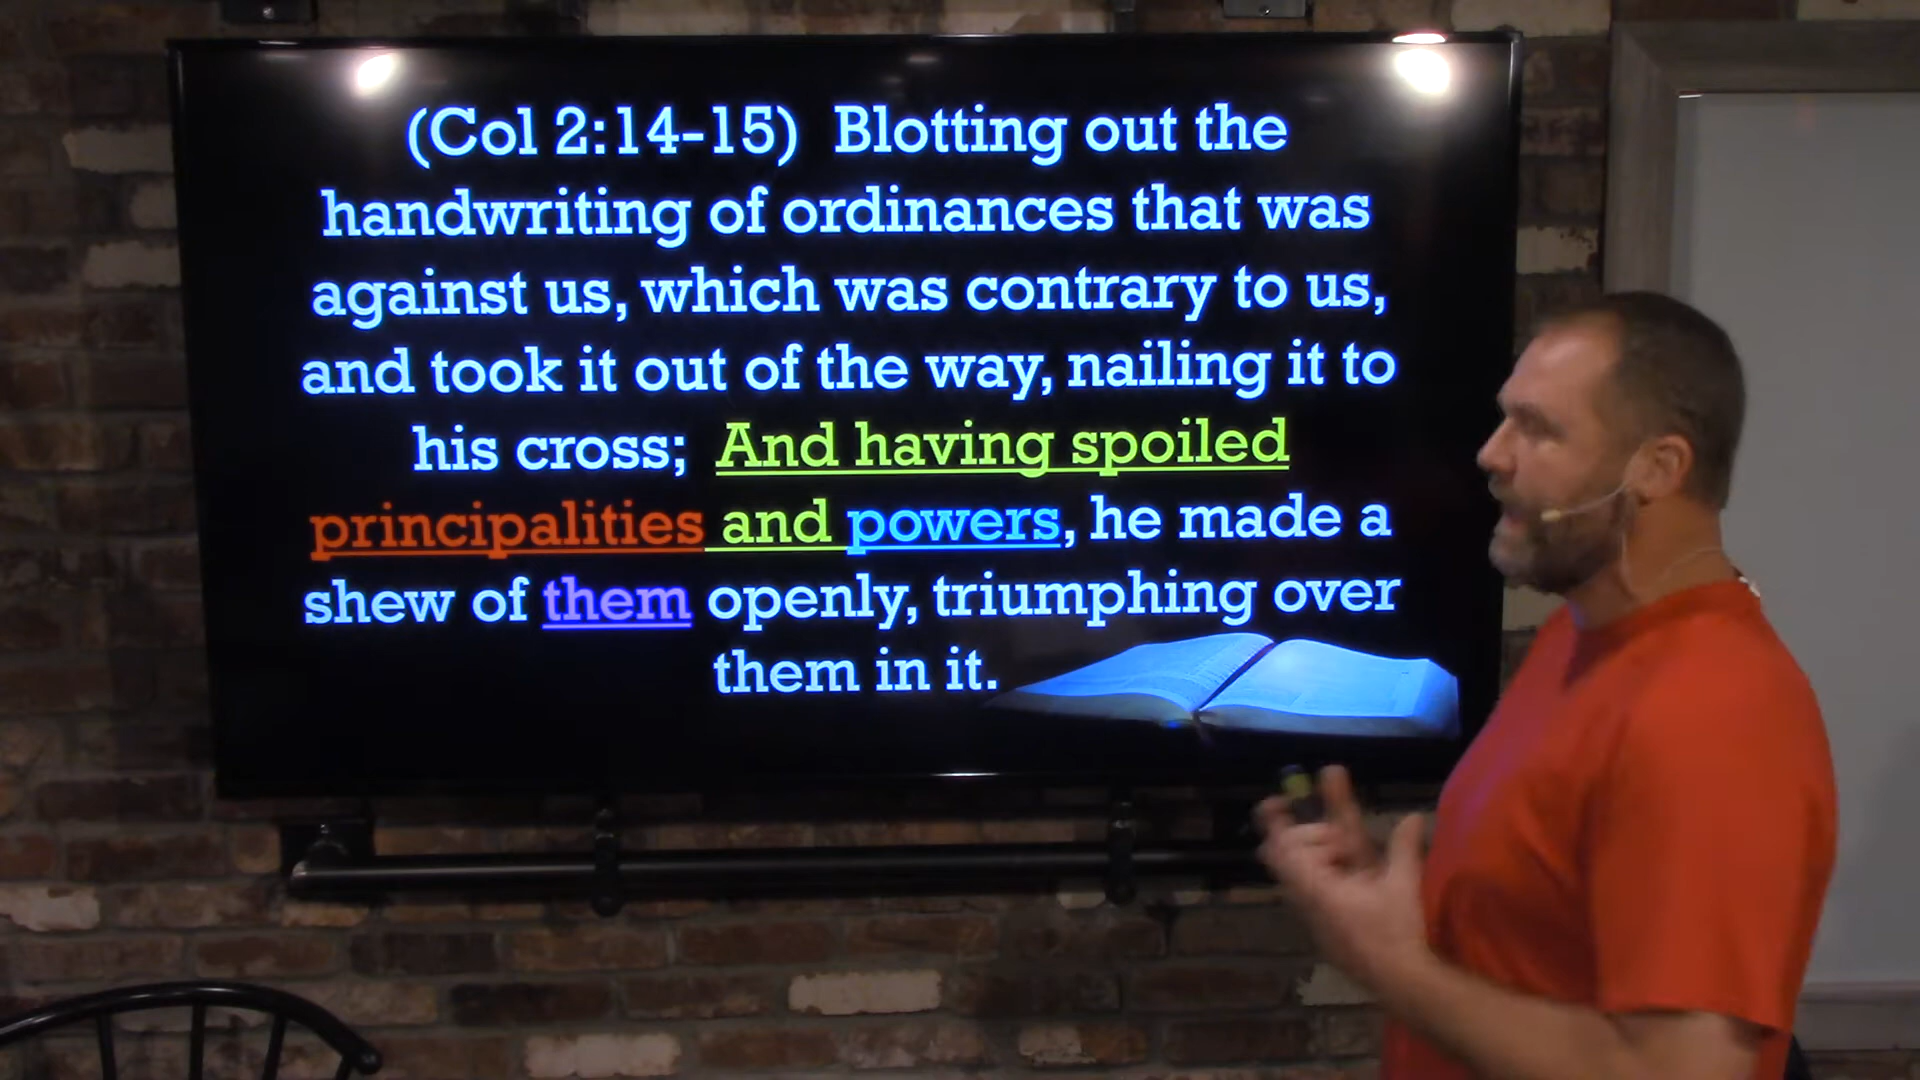 (Col 2:14-15) Blotting out the
handwriting of ordinances that was
against us, which was contrary to us,
and took it out of the way, nailing it to
his cross; And having spoiled
principalities and powers, he made a
shew of them openly, triumphing over
them in it.